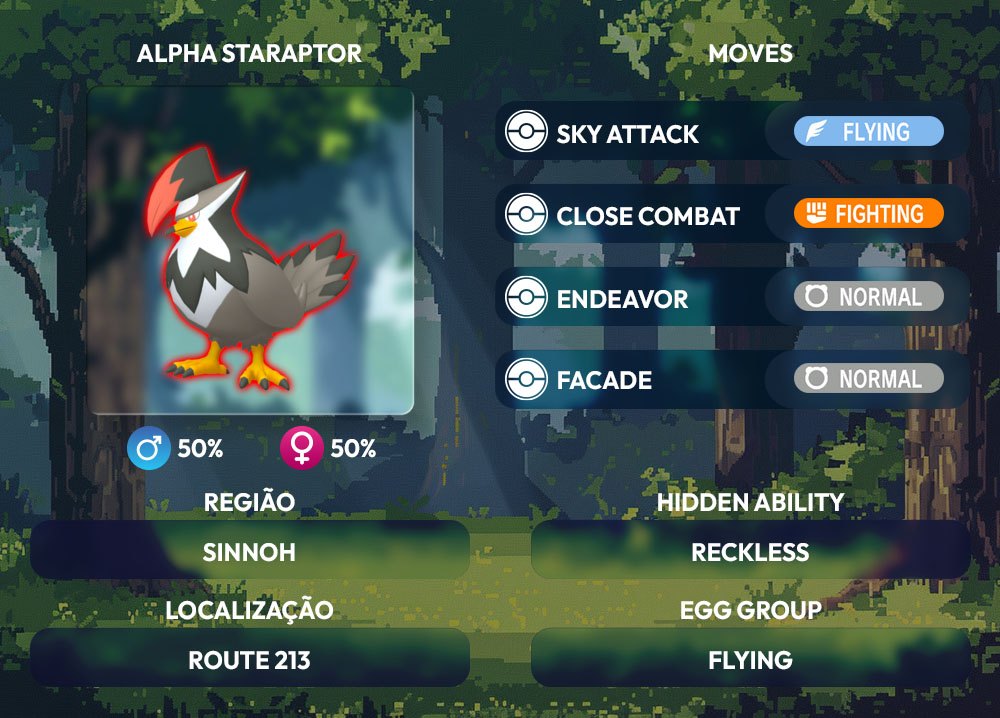 ALPHA STARAPTOR
50%
50%
MOVES
SKY ATTACK FLYING
CLOSE COMBAT FIGHTING
ENDEAVOR NORMAL
FACADE NORMAL
REGIÃO
SINNOH
HIDDEN ABILITY
RECKLESS
LOCALIZAÇÃO
ROUTE 213
EGG GROUP
FLYING